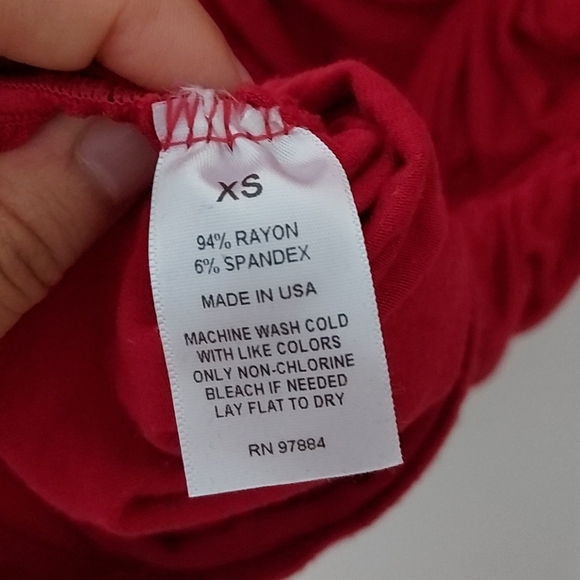 XS
94% RAYON
6% SPANDEX
MADE IN USA
MACHINE WASH COLD
WITH LIKE COLORS
ONLY NON-CHLORINE
BLEACH IF NEEDED
LAY FLAT TO DRY
RN 97884